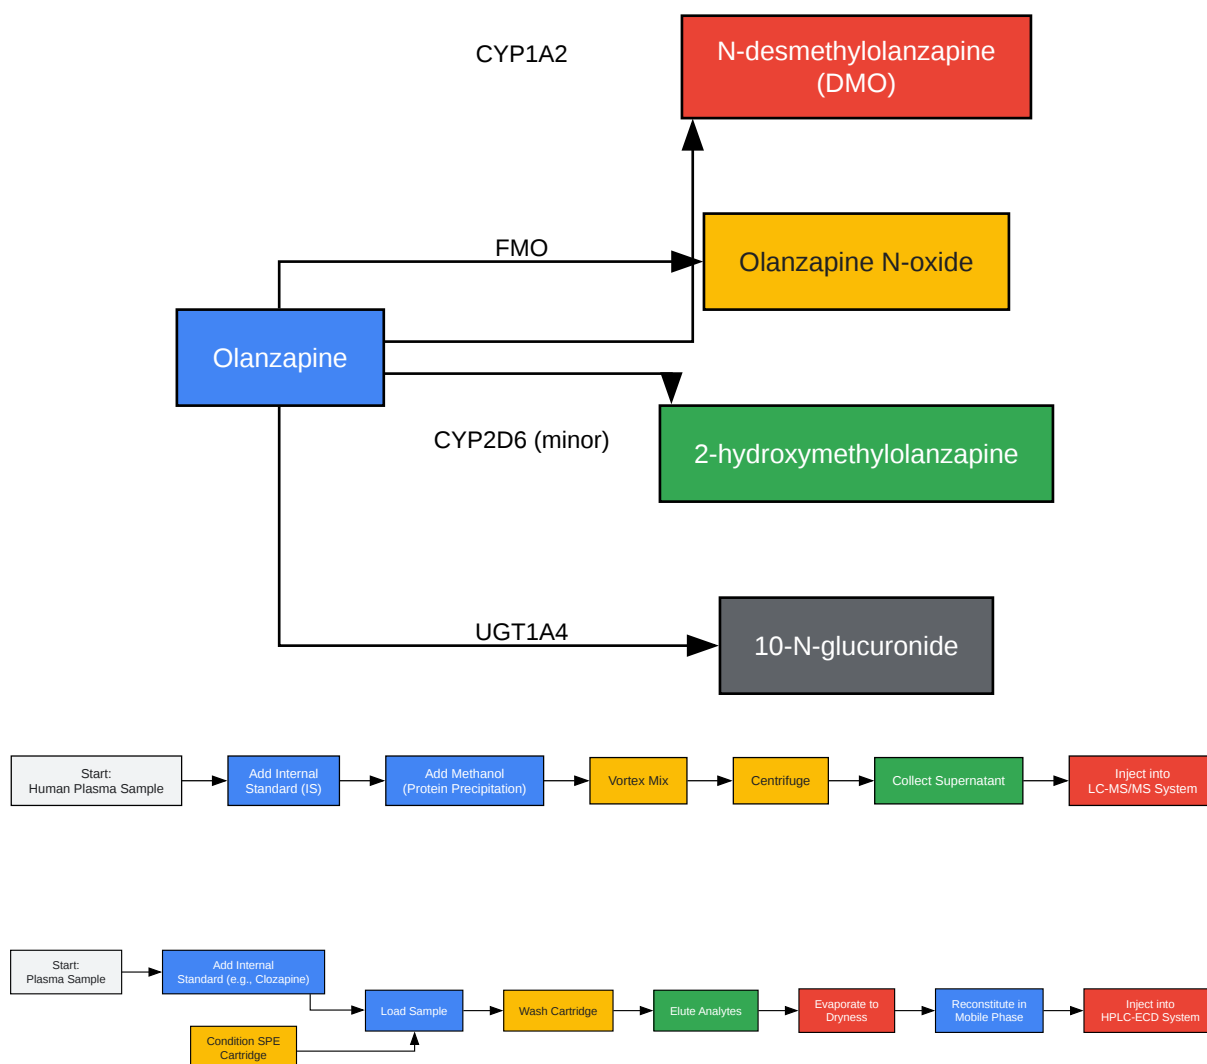 CYP1A2
N-desmethylolanzapine
(DMO)
FMO
Olanzapine N-oxide
Olanzapine
CYP2D6 (minor)
2-hydroxymethylolanzapine
UGT1A4
10-N-glucuronide
Start:
Human Plasma Sample
Add Internal
Standard (IS)
Add Methanol
(Protein Precipitation)
Vortex Mix
Centrifuge
Collect Supernatant
Inject into
LC-MS/MS System
Start:
Plasma Sample
Add Internal
Standard (e.g., Clozapine)
Condition SPE
Cartridge
Load Sample
Wash Cartridge
Elute Analytes
Evaporate to
Dryness
Reconstitute in
Mobile Phase
Inject into
HPLC-ECD System